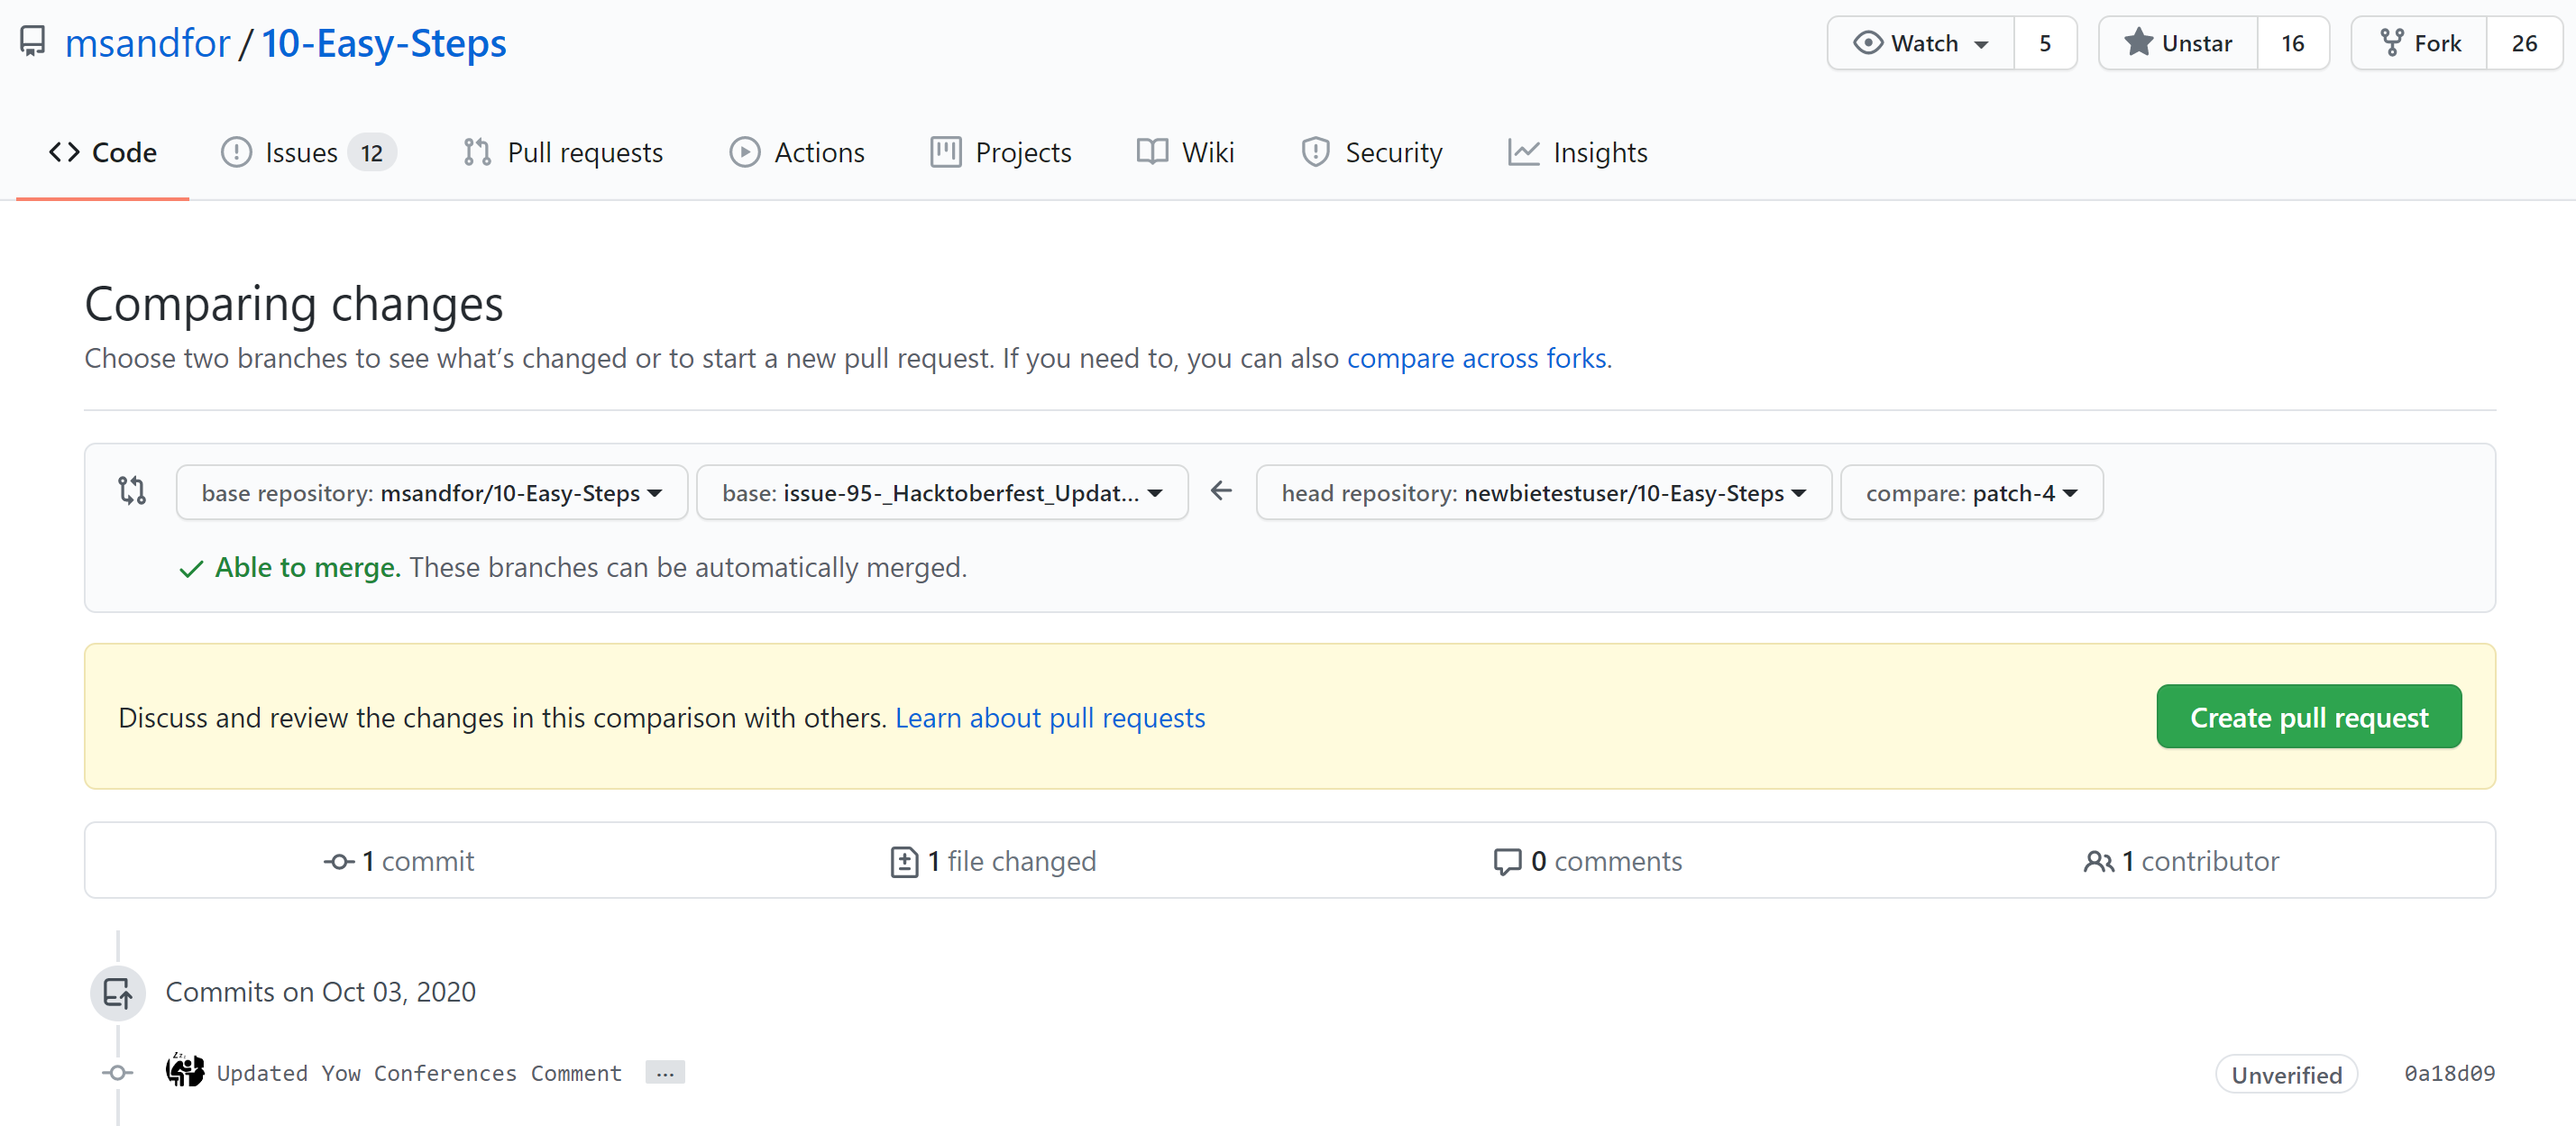 msandfor / 10-Easy-Steps
Watch 5 Unstar 16 Fork 26
Code Issues 12 Pull requests Actions Projects Wiki Security Insights
Comparing changes
Choose two branches to see what's changed or to start a new pull request. If you need to, you can also compare across forks.
base repository: msandfor/10-Easy-Steps base: issue-95-_Hacktoberfest_Updat... head repository: newbietestuser/10-Easy-Steps compare: patch-4
Able to merge. These branches can be automatically merged.
Discuss and review the changes in this comparison with others. Learn about pull requests Create pull request
1 commit 1 file changed 0 comments 1 contributor
Commits on Oct 03, 2020
Updated Yow Conferences Comment ... Unverified 0a18d09